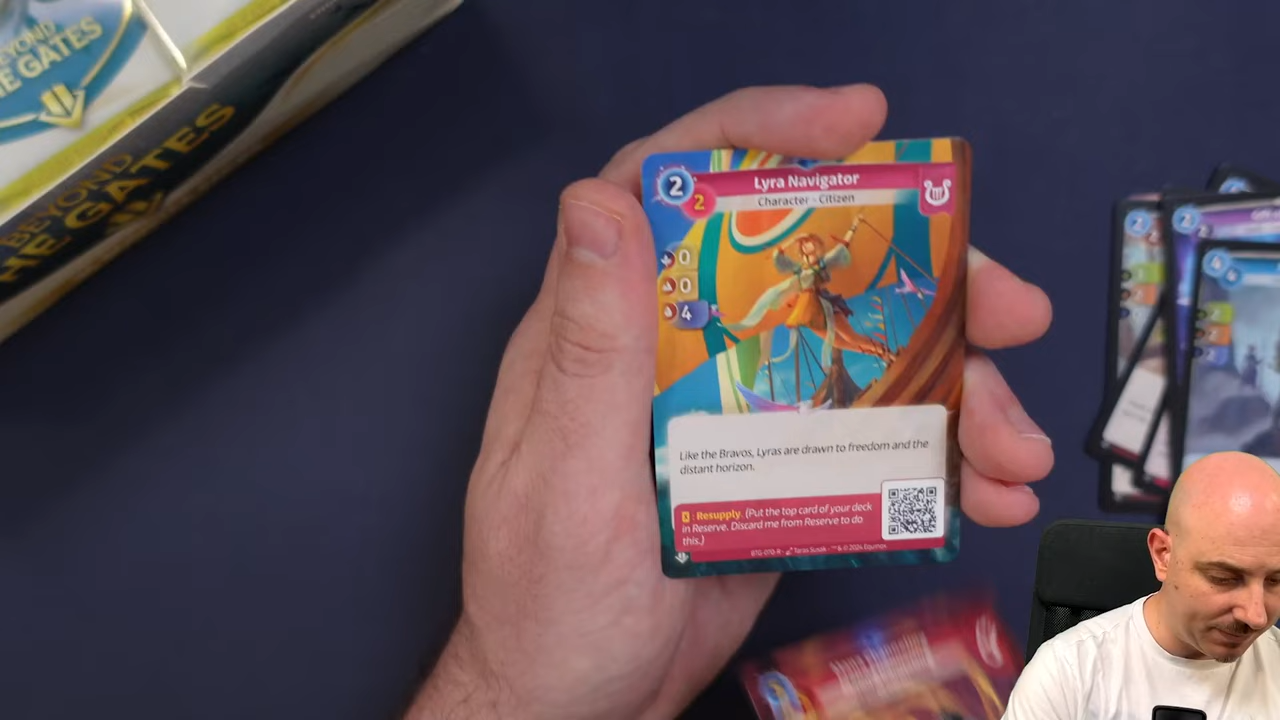 BEYOND
THE GATES
BEYOND
THE GATES
2
2
Lyra Navigator
Character - Citizen
0
0
4
Like the Bravos, Lyras are drawn to freedom and the
distant horizon.
: Resupply. (Put the top card of your deck
in Reserve. Discard me from Reserve to do
this.)